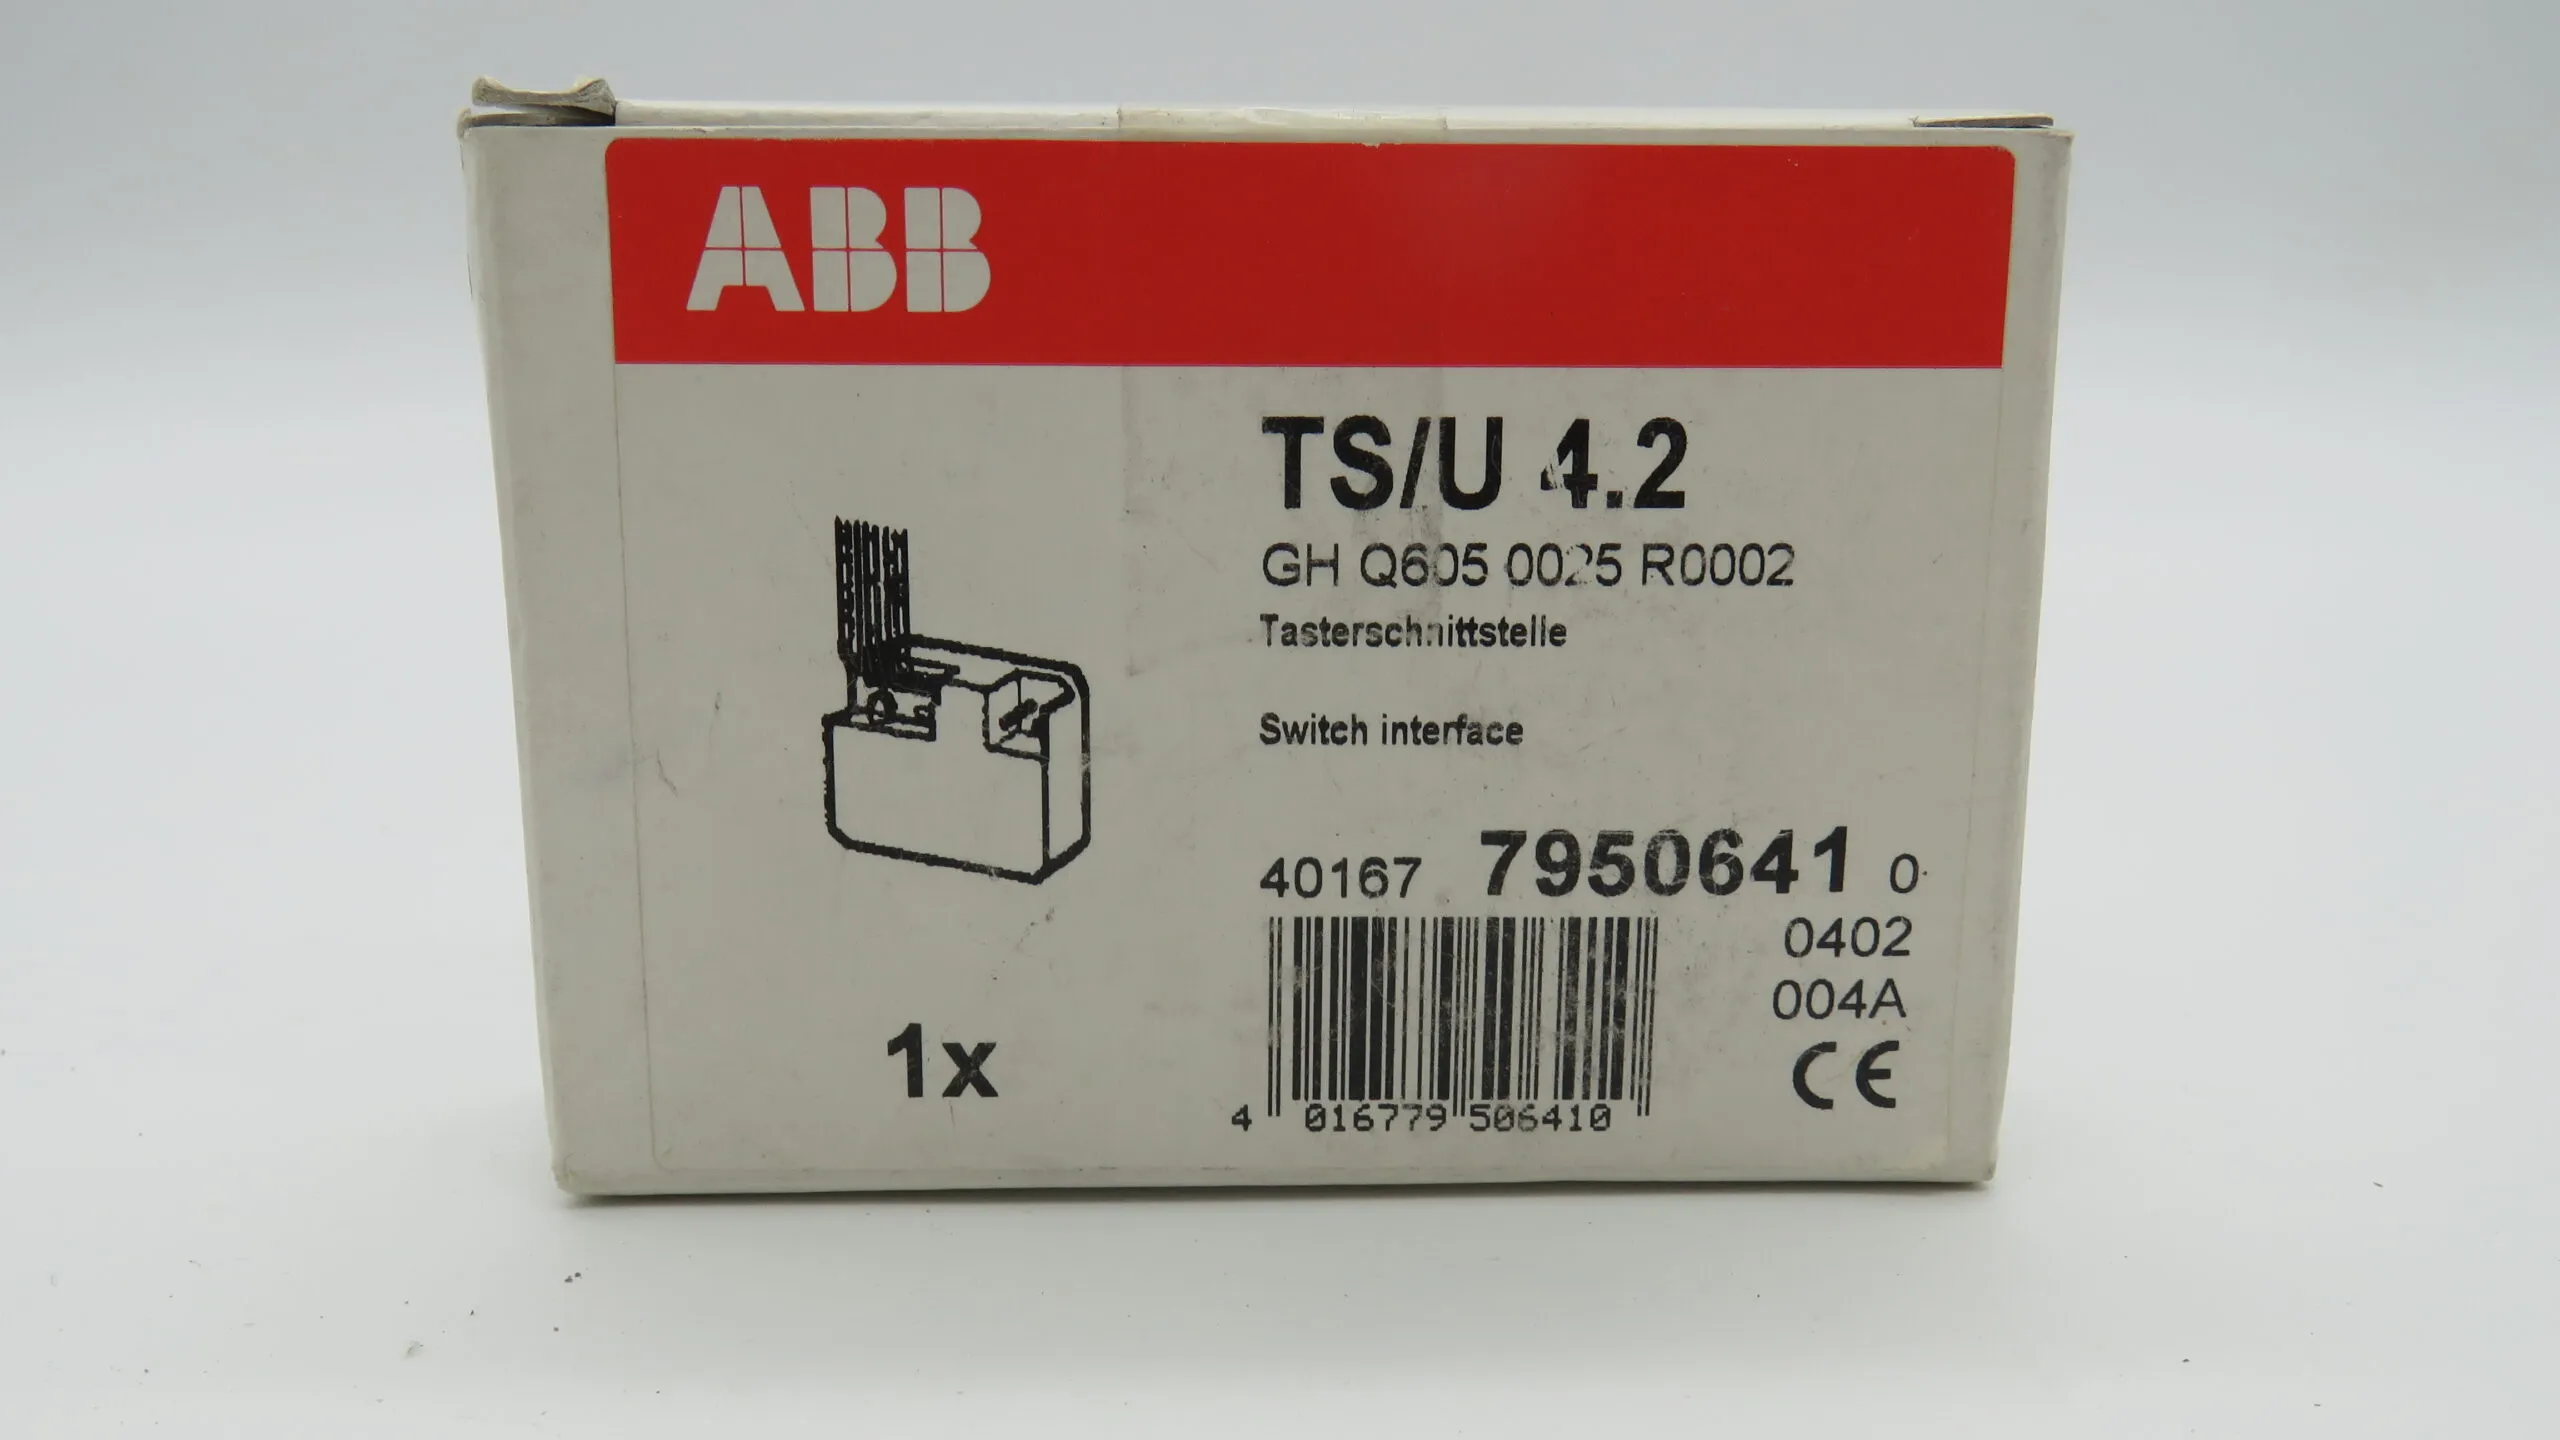 ABB
TS/U 4.2
GH Q605 0025 R0002
Tasterschnittstelle
Switch interface
40167 7950641 0
0402
004A
CE
1x
4 016779 506410